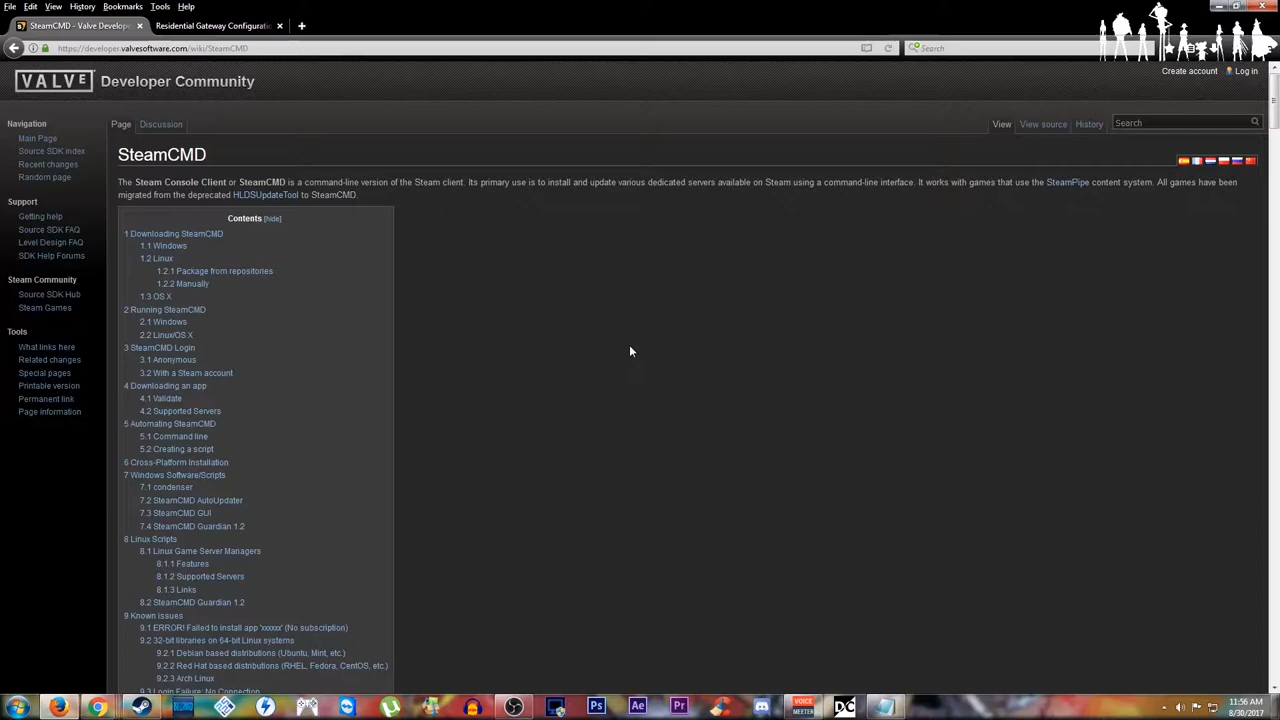 File Edit View History Bookmarks Tools Help
SteamCMD - Valve Develop Residential Gateway Configurati
https://developer.valvesoftware.com/wiki/SteamCMD Search
Create account Log in
VALVE Developer Community
Navigation
Main Page
Source SDK index
Recent changes
Random page
Support
Getting help
Source SDK FAQ
Level Design FAQ
SDK Help Forums
Steam Community
Source SDK Hub
Steam Games
Tools
What links here
Related changes
Special pages
Printable version
Permanent link
Page information
Page Discussion View View source History Search
SteamCMD
The Steam Console Client or SteamCMD is a command-line version of the Steam client. Its primary use is to install and update various dedicated servers available on Steam using a command-line interface. It works with games that use the SteamPipe content system. All games have been
migrated from the deprecated HLDSUpdateTool to SteamCMD.
Contents [hide]
1 Downloading SteamCMD
1.1 Windows
1.2 Linux
1.2.1 Package from repositories
1.2.2 Manually
1.3 OS X
2 Running SteamCMD
2.1 Windows
2.2 Linux/OS X
3 SteamCMD Login
3.1 Anonymous
3.2 With a Steam account
4 Downloading an app
4.1 Validate
4.2 Supported Servers
5 Automating SteamCMD
5.1 Command line
5.2 Creating a script
6 Cross-Platform Installation
7 Windows Software/Scripts
7.1 condenser
7.2 SteamCMD AutoUpdater
7.3 SteamCMD GUI
7.4 SteamCMD Guardian 1.2
8 Linux Scripts
8.1 Linux Game Server Managers
8.1.1 Features
8.1.2 Supported Servers
8.1.3 Links
8.2 SteamCMD Guardian 1.2
9 Known issues
9.1 ERROR! Failed to install app 'xxxxxx' (No subscription)
9.2 32-bit libraries on 64-bit Linux systems
9.2.1 Debian based distributions (Ubuntu, Mint, etc.)
9.2.2 Red Hat based distributions (RHEL, Fedora, CentOS, etc.)
9.2.3 Arch Linux
9.3 Login Failure: No Connection
Ps Ae Pr VOICE MEETER DC
11:56 AM
8/30/2017